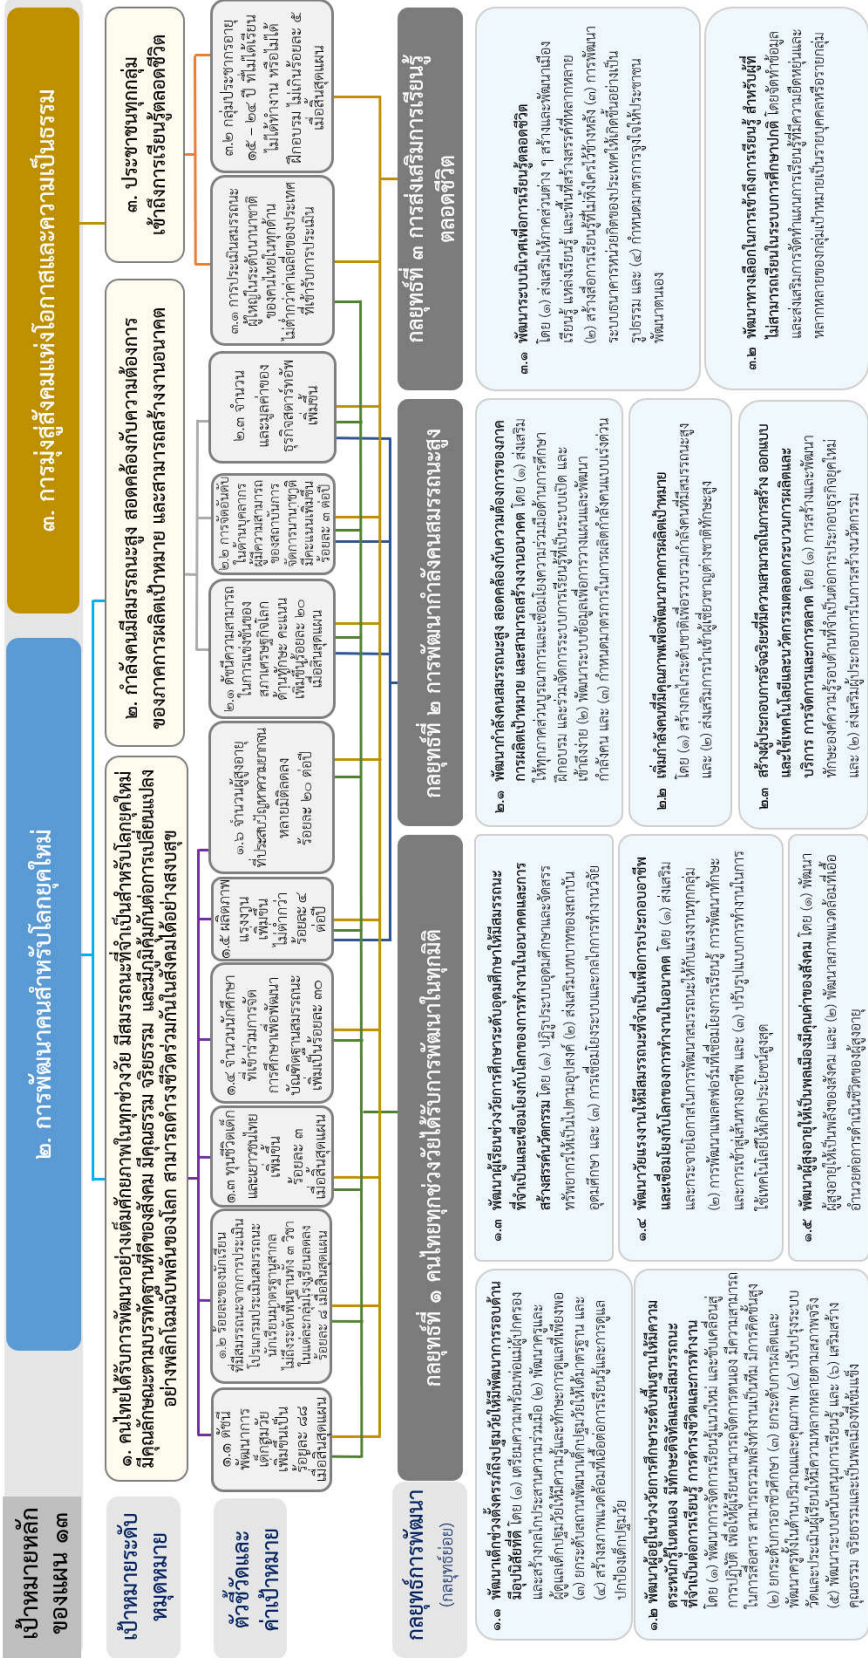 เป้าหมายหลัก
ของแผน ๑๓
๒. การพัฒนาคนสำหรับโลกยุคใหม่
๓. การมุ่งสู่สังคมแห่งโอกาสและความเป็นธรรม
เป้าหมายระดับ
หมุดหมาย
๑. คนไทยได้รับการพัฒนาอย่างเต็มศักยภาพในทุกช่วงวัย มีสมรรถนะที่จำเป็นสำหรับโลกยุคใหม่
มีคุณลักษณะตามบรรทัดฐานที่ดีของสังคม มีคุณธรรม จริยธรรม และมีภูมิคุ้มกันต่อการเปลี่ยนแปลง
อย่างพลิกโฉมฉับพลันของโลก สามารถดำรงชีวิตร่วมกันในสังคมได้อย่างสงบสุข
๒. กำลังคนมีสมรรถนะสูง สอดคล้องกับความต้องการ
ของภาคการผลิตเป้าหมาย และสามารถสร้างงานอนาคต
๓. ประชาชนทุกกลุ่ม
เข้าถึงการเรียนรู้ตลอดชีวิต
ตัวชี้วัดและ
ค่าเป้าหมาย
๑.๑ ดัชนี
พัฒนาการ
เด็กสมวัย
เพิ่มขึ้นเป็น
ร้อยละ ๘๘
เมื่อสิ้นสุดแผน
๑.๒ ร้อยละของนักเรียน
ที่มีสมรรถนะจากการประเมิน
โปรแกรมประเมินสมรรถนะ
นักเรียนมาตรฐานสากล
ไม่ถึงระดับพื้นฐานทั้ง ๓ วิชา
ในแต่ละกลุ่มโรงเรียนลดลง
ร้อยละ ๘ เมื่อสิ้นสุดแผน
๑.๓ ทุนชีวิตเด็ก
และเยาวชนไทย
เพิ่มขึ้น
ร้อยละ ๓
เมื่อสิ้นสุดแผน
๑.๔ จำนวนนักศึกษา
ที่เข้าร่วมการจัด
การศึกษาเพื่อพัฒนา
บัณฑิตฐานสมรรถนะ
เพิ่มเป็นร้อยละ ๓๐
๑.๕ ผลิตภาพ
แรงงาน
เพิ่มขึ้น
ไม่ต่ำกว่า
ร้อยละ ๔
ต่อปี
๑.๖ จำนวนผู้สูงอายุ
ที่ประสบปัญหาความยากจน
หลายมิติลดลง
ร้อยละ ๒๐ ต่อปี
๒.๑ ดัชนีความสามารถ
ในการแข่งขันของ
สภาเศรษฐกิจโลก
ด้านทักษะ คะแนน
เพิ่มขึ้นร้อยละ ๒๐
เมื่อสิ้นสุดแผน
๒.๒ การจัดอันดับ
ในด้านบุคลากร
ผู้มีความสามารถ
ของสถาบันการ
จัดการนานาชาติ
มีคะแนนเพิ่มขึ้น
ร้อยละ ๓ ต่อปี
๒.๓ จำนวน
และมูลค่าของ
ธุรกิจสตาร์ทอัพ
เพิ่มขึ้น
๓.๑ การประเมินสมรรถนะ
ผู้ใหญ่ในระดับนานาชาติ
ของคนไทยในทุกด้าน
ไม่ต่ำกว่าค่าเฉลี่ยของประเทศ
ที่เข้ารับการประเมิน
๓.๒ กลุ่มประชากรอายุ
๑๕ – ๒๔ ปี ที่ไม่ได้เรียน
ไม่ได้ทำงาน หรือไม่ได้
ฝึกอบรม ไม่เกินร้อยละ ๕
เมื่อสิ้นสุดแผน
กลยุทธ์การพัฒนา
(กลยุทธ์ย่อย)
กลยุทธ์ที่ ๑ คนไทยทุกช่วงวัยได้รับการพัฒนาในทุกมิติ
๑.๑ พัฒนาเด็กช่วงตั้งครรภ์ถึงปฐมวัยให้มีพัฒนาการรอบด้าน
มีอุปนิสัยที่ดี โดย (๑) เตรียมความพร้อมพ่อแม่ผู้ปกครอง
และสร้างกลไกประสานความร่วมมือ (๒) พัฒนาครูและ
ผู้ดูแลเด็กปฐมวัยให้มีความรู้และทักษะการดูแลที่เพียงพอ
(๓) ยกระดับสถานพัฒนาเด็กปฐมวัยให้ได้มาตรฐาน และ
(๔) สร้างสภาพแวดล้อมที่เอื้อต่อการเรียนรู้และการดูแล
ปกป้องเด็กปฐมวัย
๑.๒ พัฒนาผู้อยู่ในช่วงวัยการศึกษาระดับพื้นฐานให้มีความ
ตระหนักรู้ในตนเอง มีทักษะดิจิทัลและมีสมรรรถนะ
ที่จำเป็นต่อการเรียนรู้ การดำรงชีวิตและการทำงาน
โดย (๑) พัฒนาการจัดการเรียนรู้แนวใหม่ และขับเคลื่อนสู่
การปฏิบัติ เพื่อให้ผู้เรียนสามารถจัดการตนเอง มีความสามารถ
ในการสื่อสาร สามารถรวมพลังทำงานเป็นทีม มีการคิดขั้นสูง
(๒) ยกระดับการอาชีวศึกษา (๓) ยกระดับการผลิตและ
พัฒนาครูทั้งในด้านปริมาณและคุณภาพ (๔) ปรับปรุงระบบ
วัดและประเมินผู้เรียนให้มีความหลากหลายตามสภาพจริง
(๕) พัฒนาระบบสนับสนุนการเรียนรู้ และ (๖) เสริมสร้าง
คุณธรรม จริยธรรมและเป็นพลเมืองที่เข้มแข็ง
๑.๓ พัฒนาผู้เรียนช่วงวัยการศึกษาระดับอุดมศึกษาให้มีสมรรถนะ
ที่จำเป็นและเชื่อมโยงกับโลกของการทำงานในอนาคตและการ
สร้างสรรค์นวัตกรรม โดย (๑) ปฏิรูประบบอุดมศึกษาและจัดสรร
ทรัพยากรให้เป็นไปตามอุปสงค์ (๒) ส่งเสริมบทบาทของสถาบัน
อุดมศึกษา และ (๓) การเชื่อมโยงระบบและกลไกการทำงานวิจัย
๑.๔ พัฒนาวัยแรงงานให้มีสมรรถนะที่จำเป็นเพื่อการประกอบอาชีพ
และเชื่อมโยงกับโลกของการทำงานในอนาคต โดย (๑) ส่งเสริม
และกระจายโอกาสในการพัฒนาสมรรถนะให้กับแรงงานทุกกลุ่ม
(๒) การพัฒนาแพลตฟอร์มที่เชื่อมโยงการเรียนรู้ การพัฒนาทักษะ
และการเข้าสู่เส้นทางอาชีพ และ (๓) ปรับรูปแบบการทำงานในการ
ใช้เทคโนโลยีให้เกิดประโยชน์สูงสุด
๑.๕ พัฒนาผู้สูงอายุให้เป็นพลเมืองมีคุณค่าของสังคม โดย (๑) พัฒนา
ผู้สูงอายุให้เป็นพลังของสังคม และ (๒) พัฒนาสภาพแวดล้อมที่เอื้อ
อำนวยต่อการดำเนินชีวิตของผู้สูงอายุ
กลยุทธ์ที่ ๒ การพัฒนากำลังคนสมรรถนะสูง
๒.๑ พัฒนากำลังคนสมรรถนะสูง สอดคล้องกับความต้องการของภาค
การผลิตเป้าหมาย และสามารถสร้างงานอนาคต โดย (๑) ส่งเสริม
ให้ทุกภาคส่วนบูรณาการและเชื่อมโยงความร่วมมือด้านการศึกษา
ฝึกอบรม และร่วมจัดการระบบการเรียนรู้ที่เป็นระบบเปิด และ
เข้าถึงง่าย (๒) พัฒนาระบบข้อมูลเพื่อการวางแผนและพัฒนา
กำลังคน และ (๓) กำหนดมาตรการในการผลิตกำลังคนแบบเร่งด่วน
๒.๒ เพิ่มกำลังคนที่มีคุณภาพเพื่อพัฒนาภาคการผลิตเป้าหมาย
โดย (๑) สร้างกลไกระดับชาติเพื่อรวบรวมกำลังคนที่มีสมรรถนะสูง
และ (๒) ส่งเสริมการนำเข้าผู้เชี่ยวชาญต่างชาติทักษะสูง
๒.๓ สร้างผู้ประกอบการอัจฉริยะที่มีความสามารถในการสร้าง ออกแบบ
และใช้เทคโนโลยีและนวัตกรรมตลอดกระบวนการผลิตและ
บริการ การจัดการและการตลาด โดย (๑) การสร้างและพัฒนา
ทักษะองค์ความรู้รอบด้านที่จำเป็นต่อการประกอบธุรกิจยุคใหม่
และ (๒) ส่งเสริมผู้ประกอบการในการสร้างนวัตกรรม
กลยุทธ์ที่ ๓ การส่งเสริมการเรียนรู้
ตลอดชีวิต
๓.๑ พัฒนาระบบนิเวศเพื่อการเรียนรู้ตลอดชีวิต
โดย (๑) ส่งเสริมให้ภาคส่วนต่าง ๆ สร้างและพัฒนาเมือง
เรียนรู้ แหล่งเรียนรู้ และพื้นที่สร้างสรรค์ที่หลากหลาย
(๒) สร้างสื่อการเรียนรู้ที่ไม่ทิ้งใครไว้ข้างหลัง (๓) การพัฒนา
ระบบธนาคารหน่วยกิตของประเทศให้เกิดขึ้นอย่างเป็น
รูปธรรม และ (๔) กำหนดมาตรการจูงใจให้ประชาชน
พัฒนาตนเอง
๓.๒ พัฒนาทางเลือกในการเข้าถึงการเรียนรู้ สำหรับผู้ที่
ไม่สามารถเรียนในระบบการศึกษาปกติ โดยจัดทำข้อมูล
และส่งเสริมการจัดทำแผนการเรียนรู้ที่มีความยืดหยุ่นและ
หลากหลายของกลุ่มเป้าหมายเป็นรายบุคคลหรือรายกลุ่ม